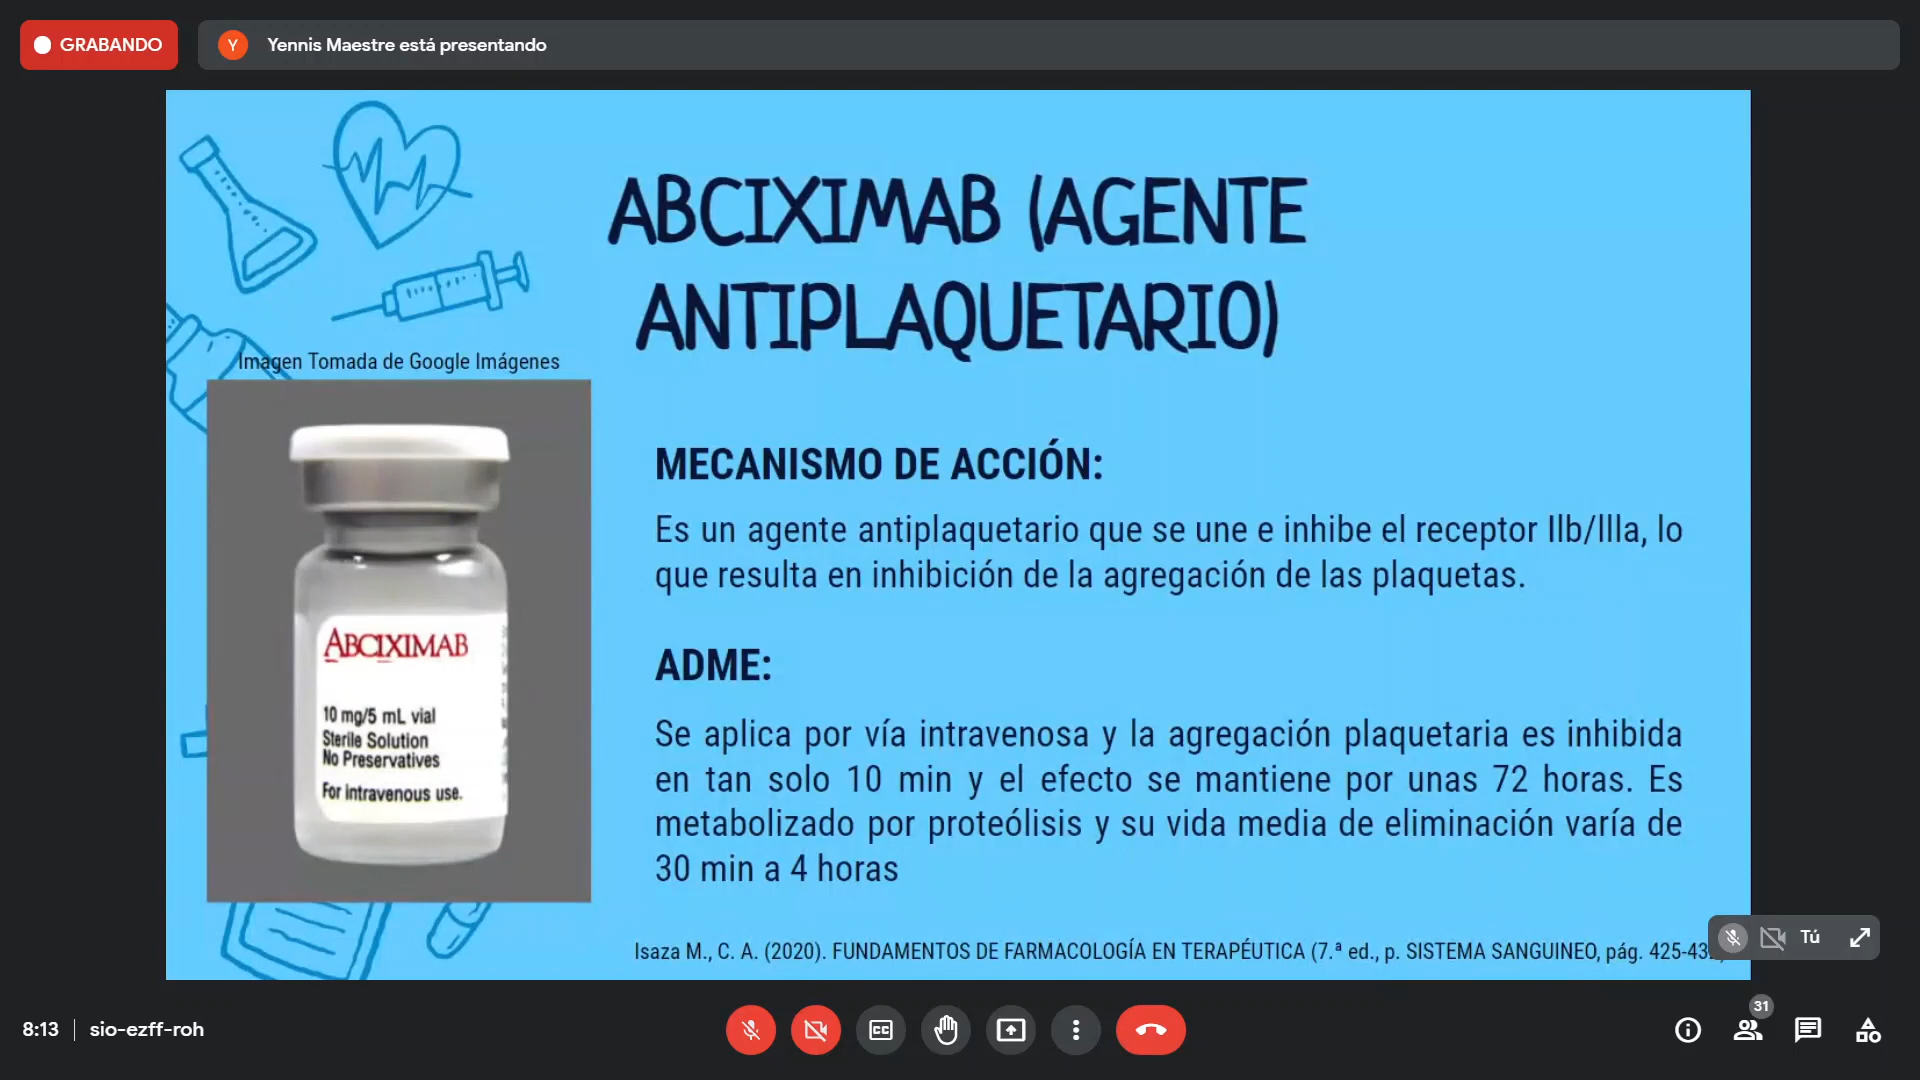 GRABANDO
Y
Yennis Maestre está presentando
ABCIXIMAB (AGENTE
ANTIPLAQUETARIO)
Imagen Tomada de Google Imágenes
ABCIXIMAB
10 mg/5 mL vial
Sterile Solution
No Preservatives
For intravenous use.
MECANISMO DE ACCIÓN:
Es un agente antiplaquetario que se une e inhibe el receptor IIb/IIIa, lo
que resulta en inhibición de la agregación de las plaquetas.
ADME:
Se aplica por vía intravenosa y la agregación plaquetaria es inhibida
en tan solo 10 min y el efecto se mantiene por unas 72 horas. Es
metabolizado por proteólisis y su vida media de eliminación varía de
30 min a 4 horas
Isaza M., C. A. (2020). FUNDAMENTOS DE FARMACOLOGÍA EN TERAPÉUTICA (7.ª ed., p. SISTEMA SANGUINEO, pág.
Tú
8:13 | sio-ezff-roh
CC
31